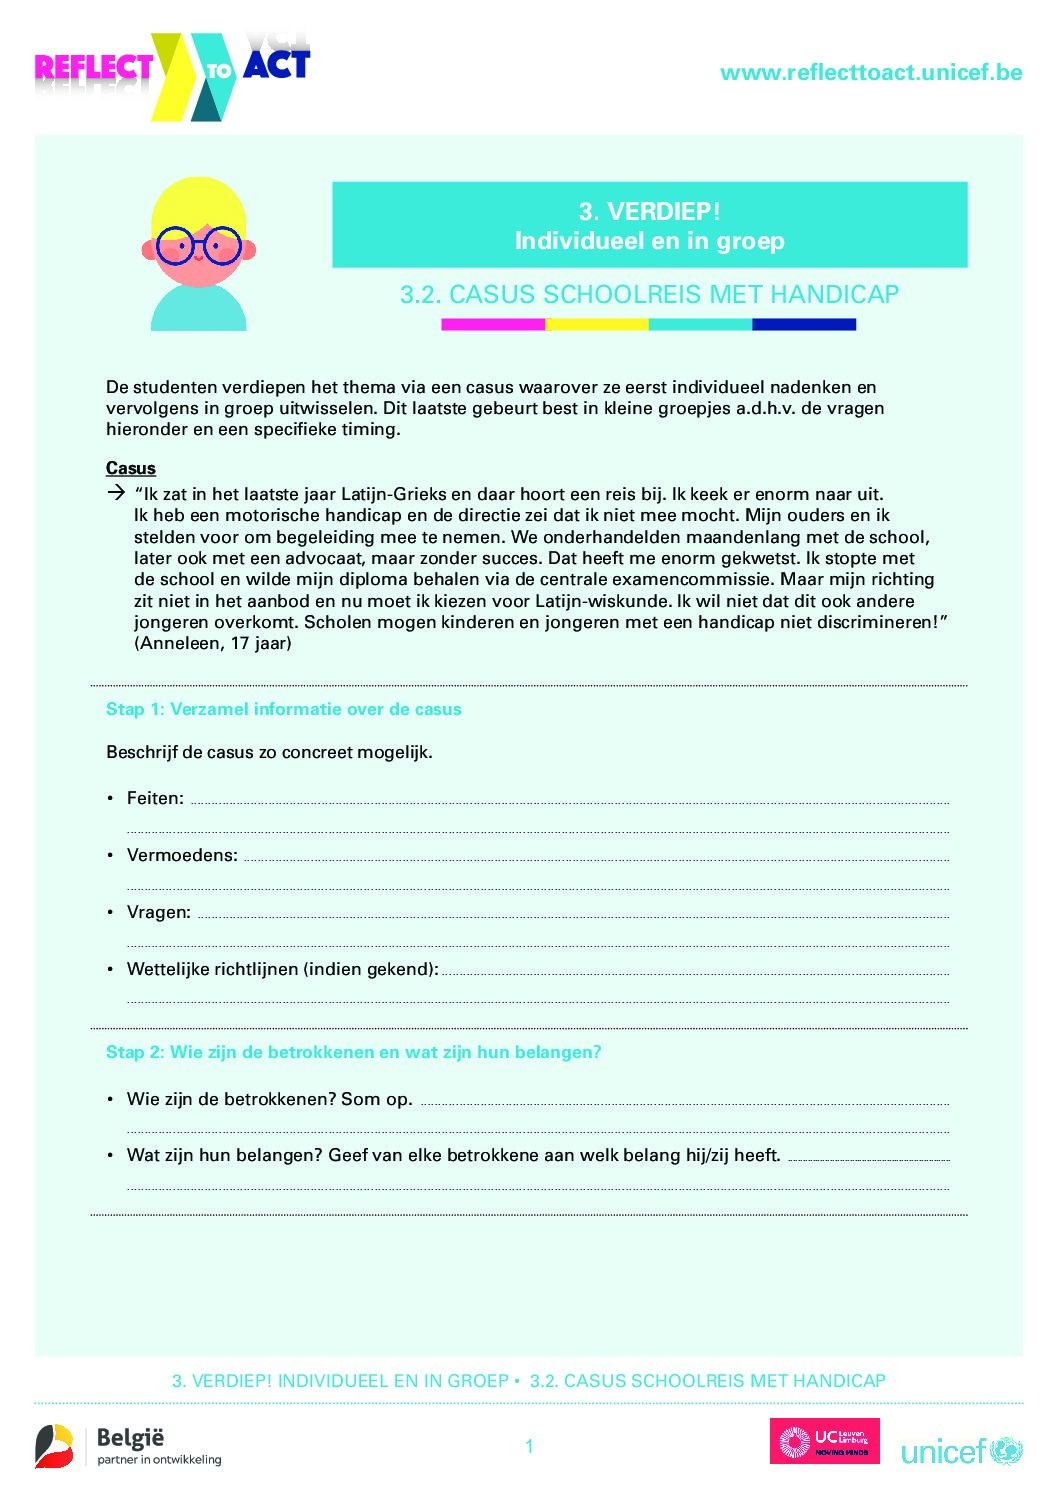 REFLECT TO ACT
www.reflecttoact.unicef.be
3. VERDIEP!
Individueel en in groep
3.2. CASUS SCHOOLREIS MET HANDICAP
De studenten verdiepen het thema via een casus waarover ze eerst individueel nadenken en
vervolgens in groep uitwisselen. Dit laatste gebeurt best in kleine groepjes a.d.h.v. de vragen
hieronder en een specifieke timing.
Casus
→ “Ik zat in het laatste jaar Latijn-Grieks en daar hoort een reis bij. Ik keek er enorm naar uit.
Ik heb een motorische handicap en de directie zei dat ik niet mee mocht. Mijn ouders en ik
stelden voor om begeleiding mee te nemen. We onderhandelden maandenlang met de school,
later ook met een advocaat, maar zonder succes. Dat heeft me enorm gekwetst. Ik stopte met
de school en wilde mijn diploma behalen via de centrale examencommissie. Maar mijn richting
zit niet in het aanbod en nu moet ik kiezen voor Latijn-wiskunde. Ik wil niet dat dit ook andere
jongeren overkomt. Scholen mogen kinderen en jongeren met een handicap niet discrimineren!”
(Anneleen, 17 jaar)
Stap 1: Verzamel informatie over de casus
Beschrijf de casus zo concreet mogelijk.
• Feiten:
• Vermoedens:
• Vragen:
• Wettelijke richtlijnen (indien gekend):
Stap 2: Wie zijn de betrokkenen en wat zijn hun belangen?
• Wie zijn de betrokkenen? Som op.
• Wat zijn hun belangen? Geef van elke betrokkene aan welk belang hij/zij heeft.
3. VERDIEP! INDIVIDUEEL EN IN GROEP • 3.2. CASUS SCHOOLREIS MET HANDICAP
België
partner in ontwikkeling
1
UC Leuven
Limburg
MOVING MINDS
unicef